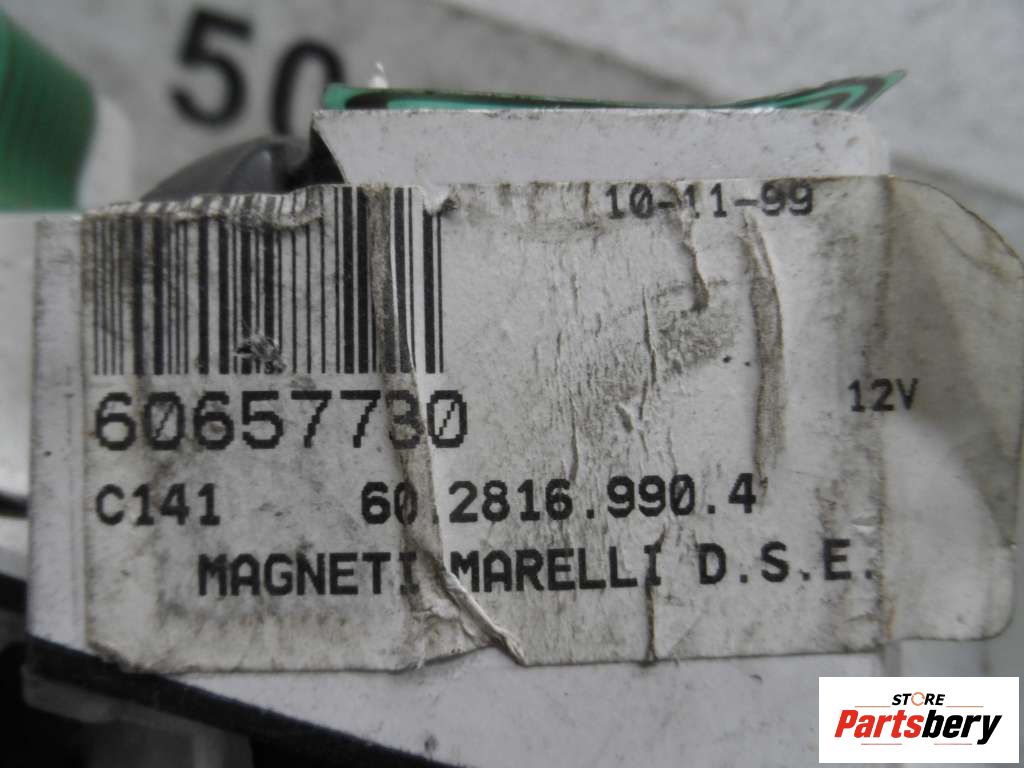 50
10-11-99
60657730
12V
C141 60.2816.990.4
MAGNETI MARELLI D.S.E.
STORE
Partsbery